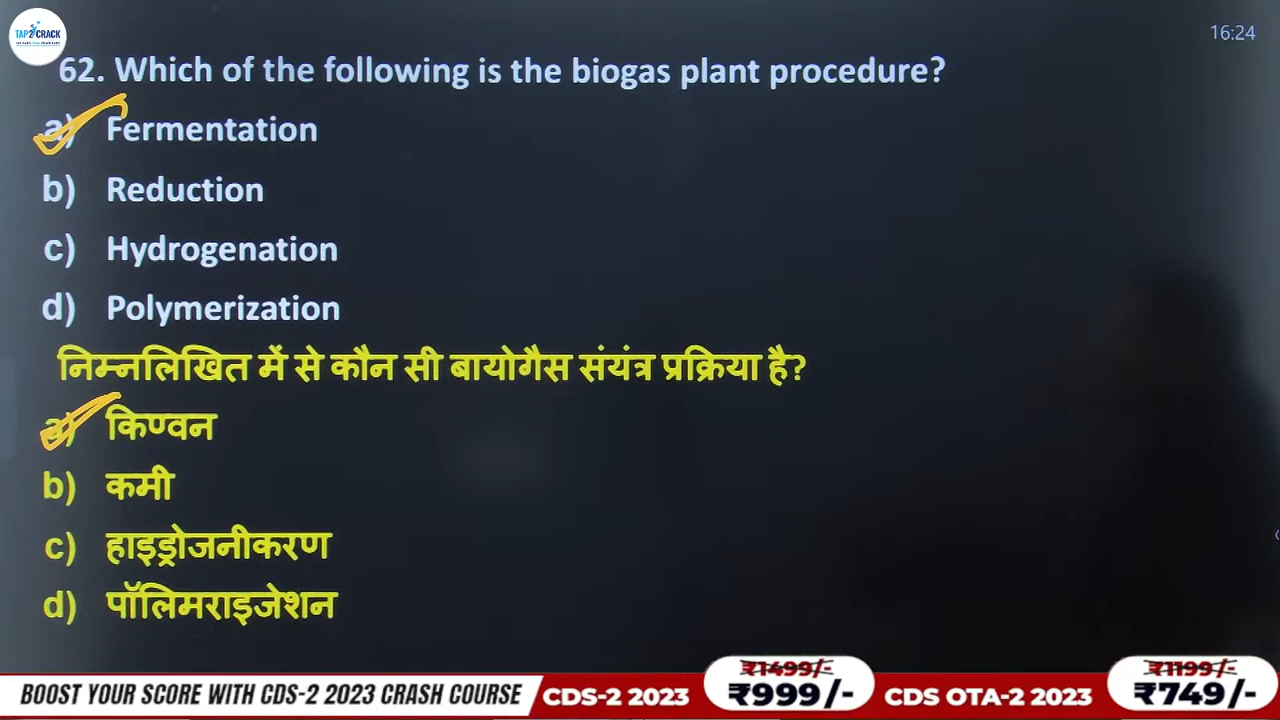 TAP2CRACK
16:24
62. Which of the following is the biogas plant procedure?
a) Fermentation
b) Reduction
c) Hydrogenation
d) Polymerization
निम्नलिखित में से कौन सी बायोगैस संयंत्र प्रक्रिया है?
a) किण्वन
b) कमी
c) हाइड्रोजनीकरण
d) पॉलिमराइजेशन
BOOST YOUR SCORE WITH CDS-2 2023 CRASH COURSE
CDS-2 2023
₹1499/-
₹999/-
CDS OTA-2 2023
₹1199/-
₹749/-